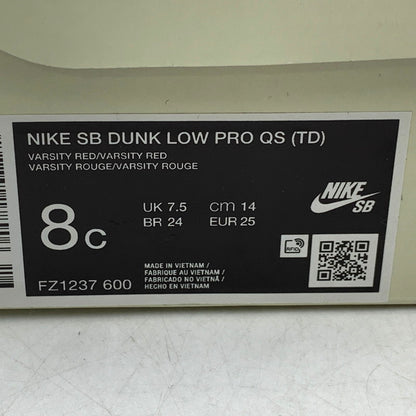 NIKE SB DUNK LOW PRO QS (TD)
VARSITY RED/VARSITY RED
VARSITY ROUGE/VARSITY ROUGE
8C
UK 7.5 cm 14
BR 24 EUR 25
NIKE
SB
RFID
MADE IN VIETNAM /
FABRIQUE AU VIETNAM /
FABRICADO NO VIETNÃ /
HECHO EN VIETNAM
FZ1237 600